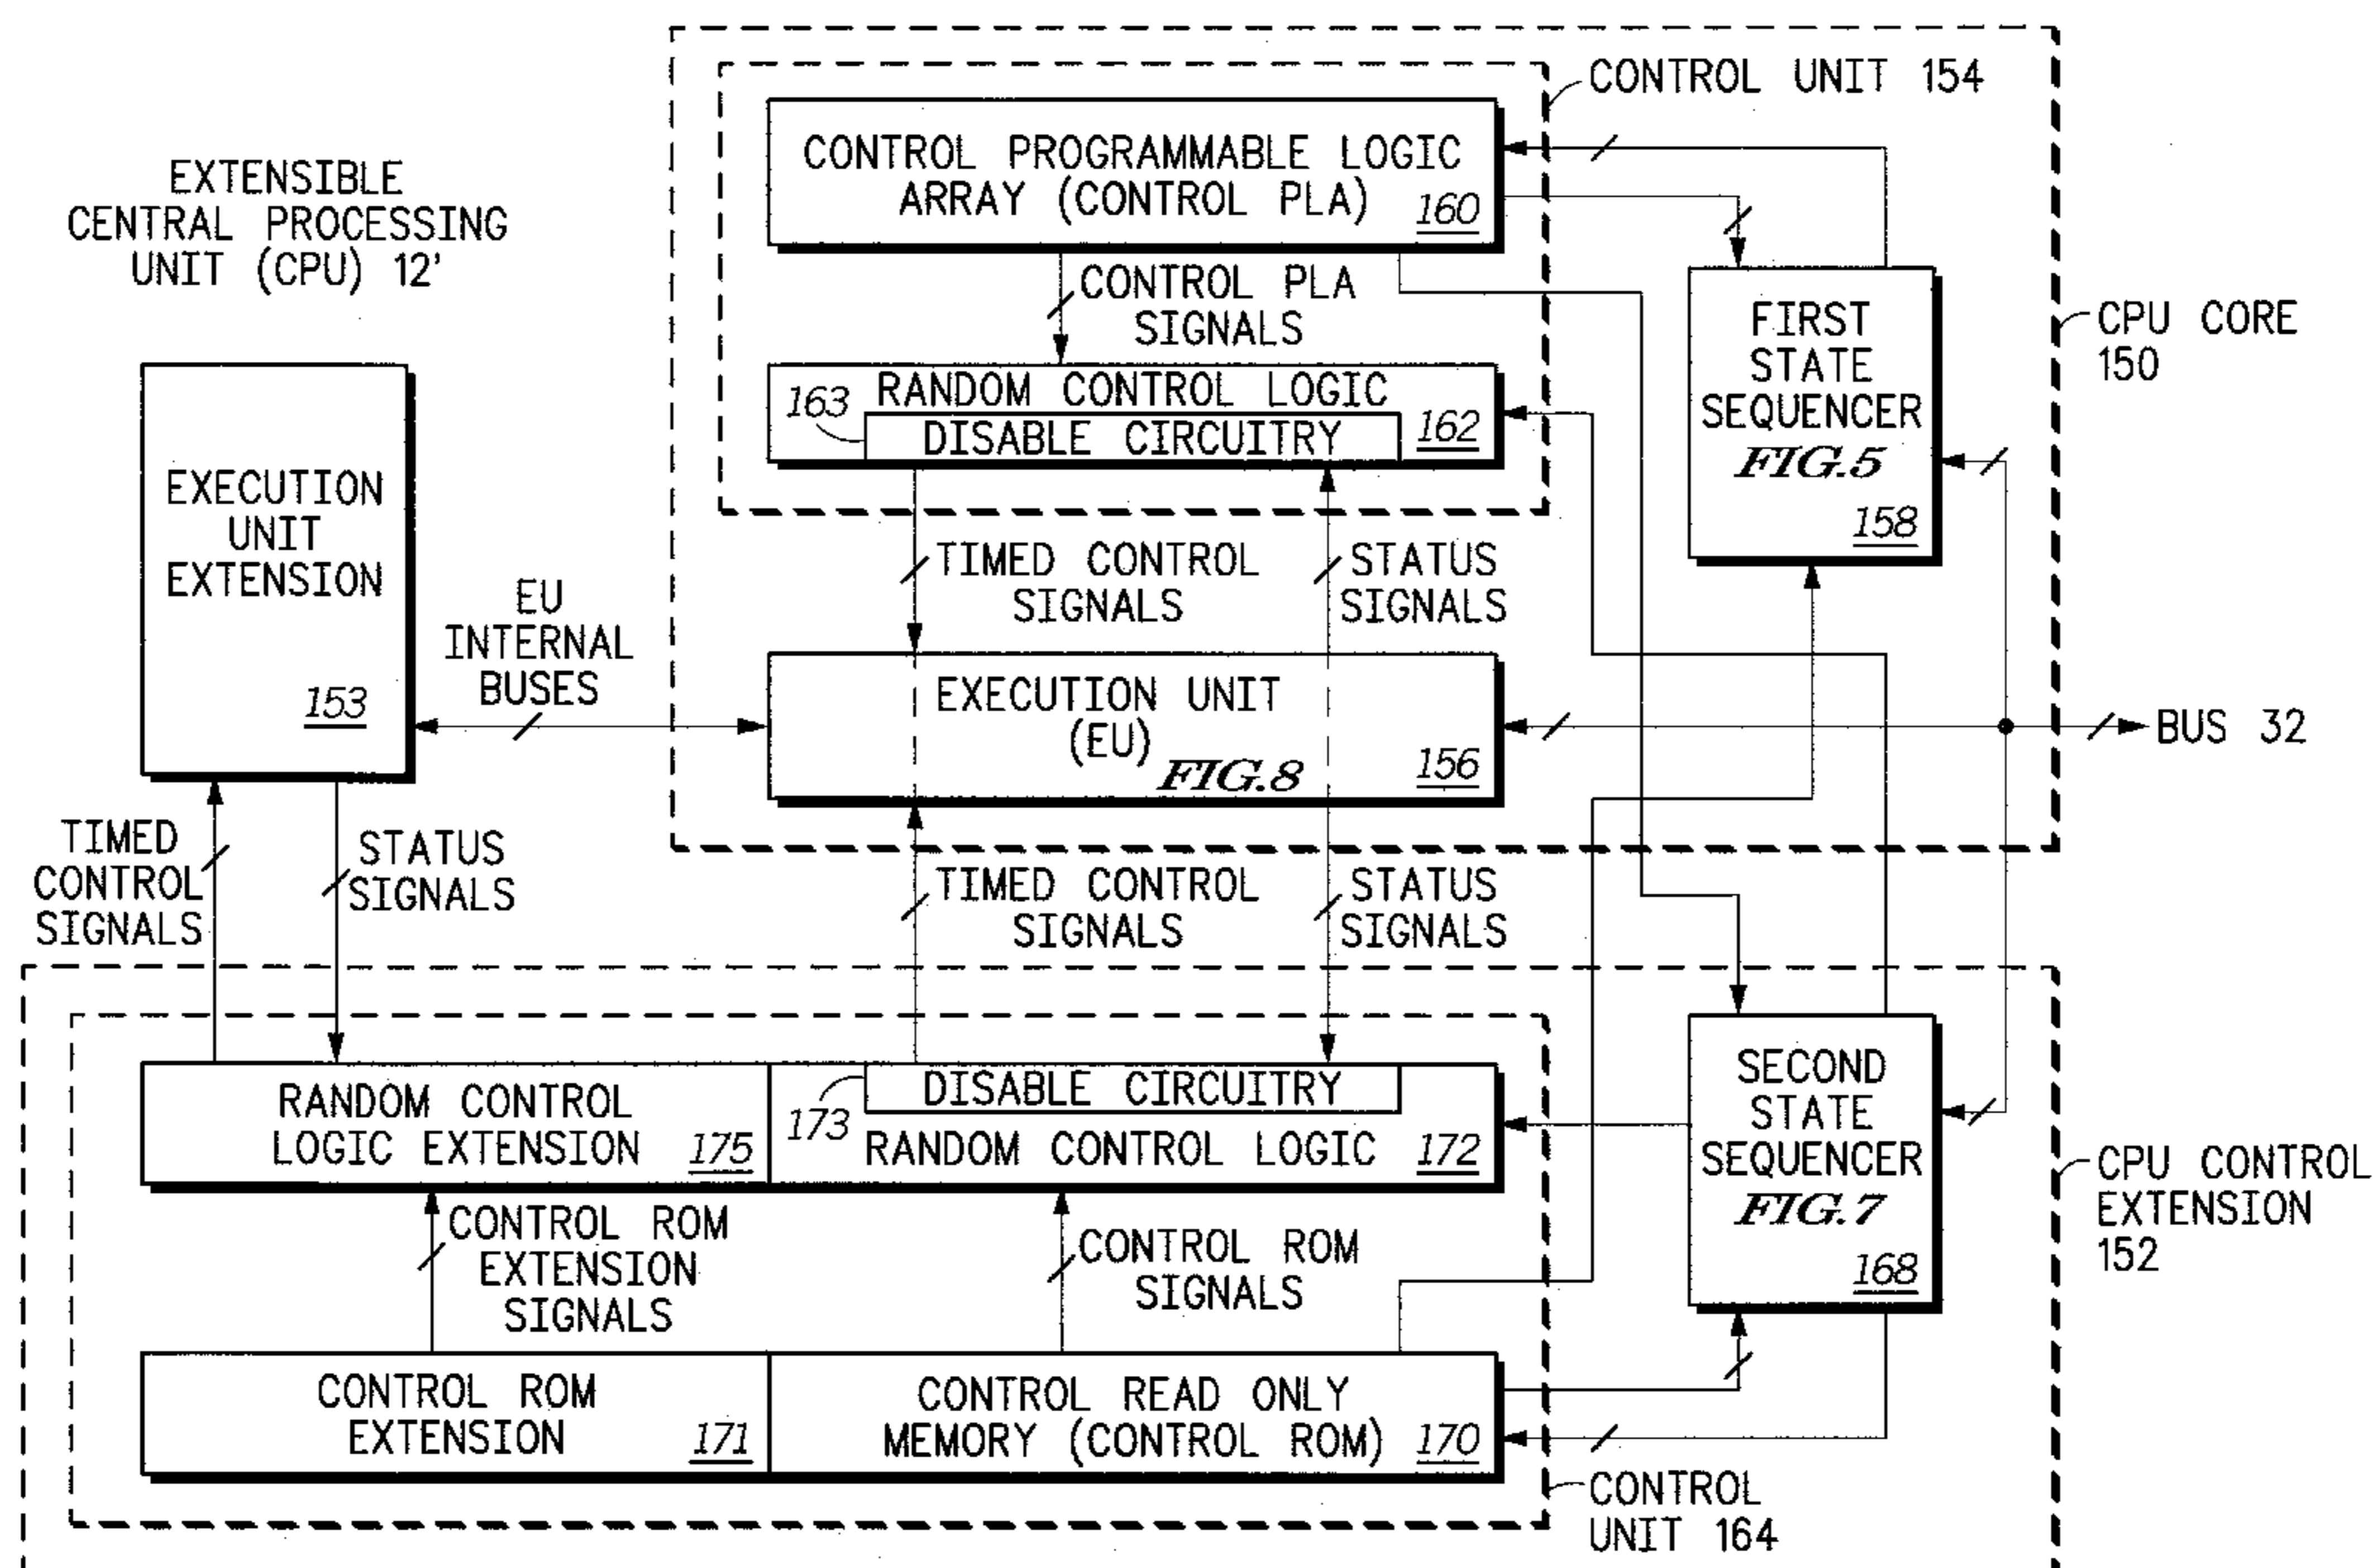 EXTENSIBLE
CENTRAL PROCESSING
UNIT (CPU) 12'
CONTROL UNIT 154
CONTROL PROGRAMMABLE LOGIC
ARRAY (CONTROL PLA) 160
CONTROL PLA
SIGNALS
RANDOM CONTROL LOGIC
163
DISABLE CIRCUITRY
162
FIRST
STATE
SEQUENCER
FIG.5
158
CPU CORE
150
EXECUTION
UNIT
EXTENSION
153
EU
INTERNAL
BUSES
TIMED CONTROL
SIGNALS
STATUS
SIGNALS
EXECUTION UNIT
(EU)
FIG.8
156
BUS 32
TIMED
CONTROL
SIGNALS
STATUS
SIGNALS
TIMED CONTROL
SIGNALS
STATUS
SIGNALS
RANDOM CONTROL
LOGIC EXTENSION 175
173
DISABLE CIRCUITRY
RANDOM CONTROL LOGIC 172
SECOND
STATE
SEQUENCER
FIG.7
168
CPU CONTROL
EXTENSION
152
CONTROL ROM
EXTENSION
SIGNALS
CONTROL ROM
SIGNALS
CONTROL ROM
EXTENSION 171
CONTROL READ ONLY
MEMORY (CONTROL ROM) 170
CONTROL
UNIT 164